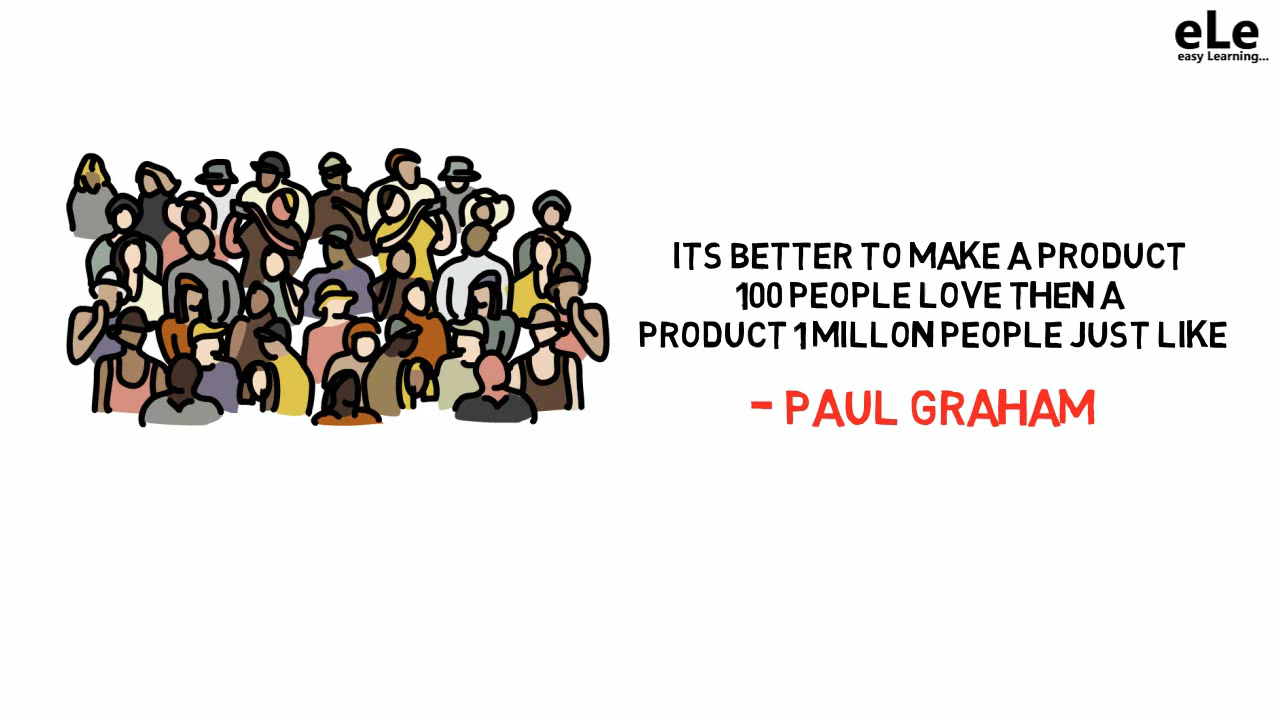 eLe
easy Learning...
ITS BETTER TO MAKE A PRODUCT
100 PEOPLE LOVE THEN A
PRODUCT 1 MILLON PEOPLE JUST LIKE
- PAUL GRAHAM